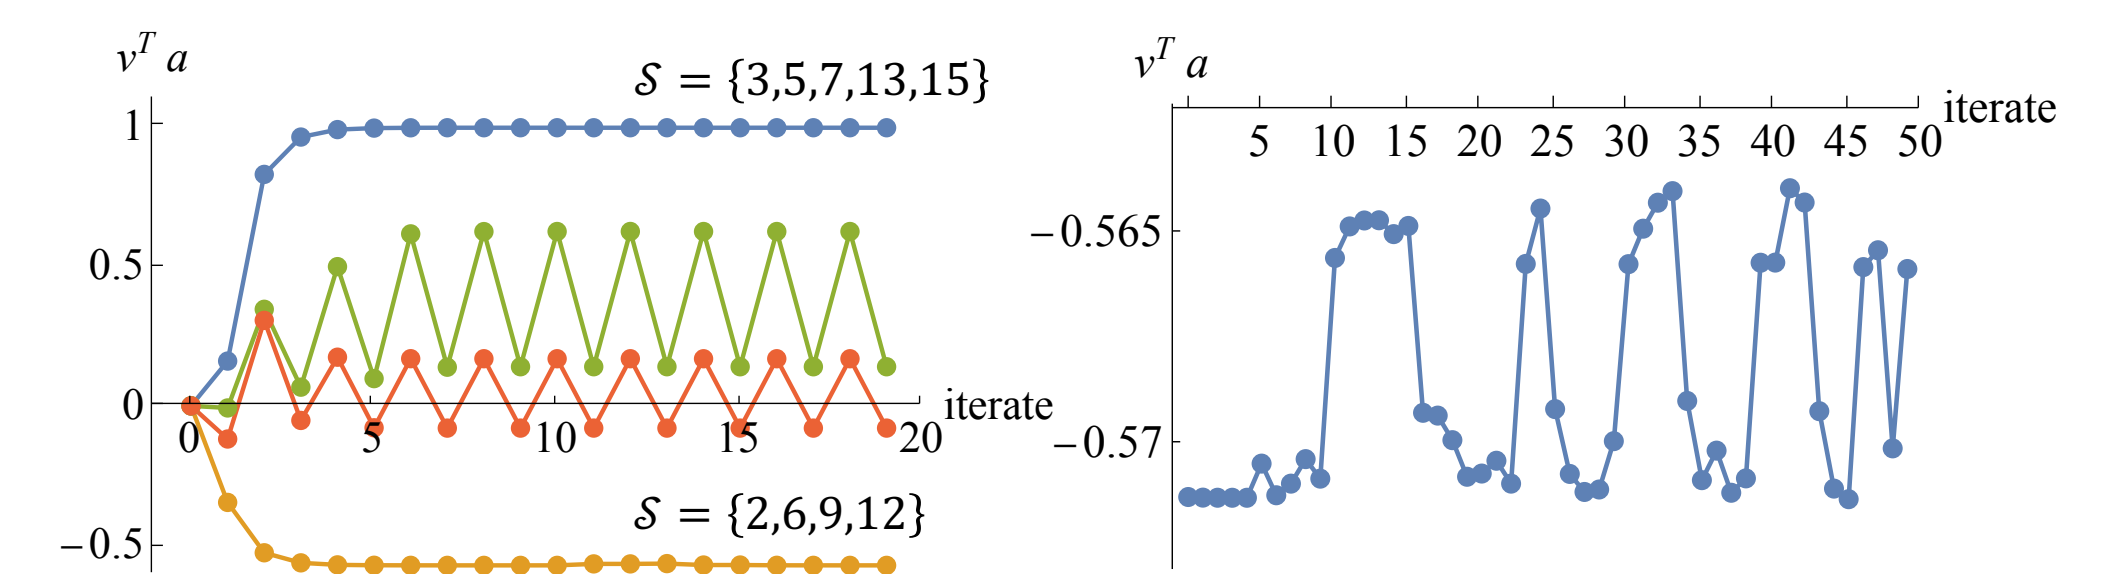 v^T a
𝒮 = {3,5,7,13,15}
1
0.5
0
iterate
0 5 10 15 20
𝒮 = {2,6,9,12}
−0.5
v^T a
iterate
5 10 15 20 25 30 35 40 45 50
−0.565
−0.57